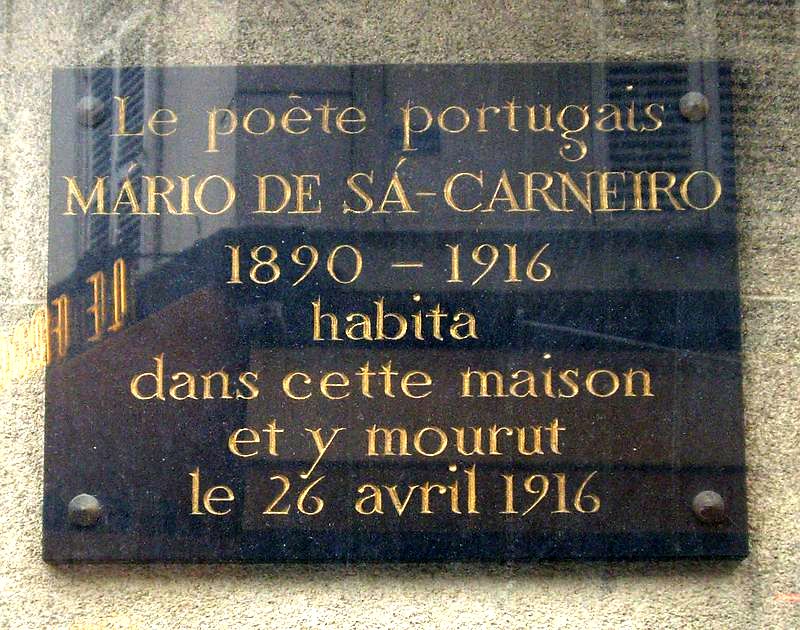 Le poète portugais
MÁRIO DE SÁ-CARNEIRO
1890 – 1916
habita
dans cette maison
et y mourut
le 26 avril 1916